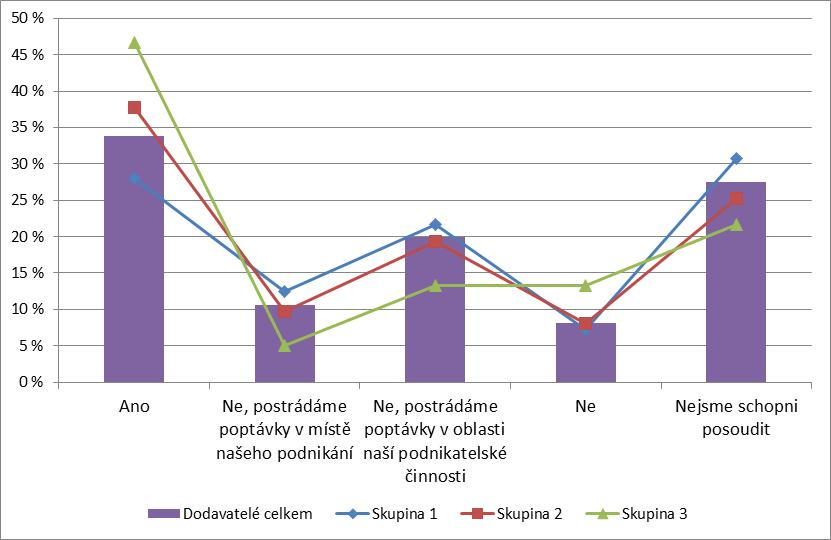 50 %
45 %
40 %
35 %
30 %
25 %
20 %
15 %
10 %
5 %
0 %
Ano
Ne, postrádáme
poptávky v místě
našeho podnikání
Ne, postrádáme
poptávky v oblasti
naší podnikatelské
činnosti
Ne
Nejsme schopni
posoudit
Dodavatelé celkem
Skupina 1
Skupina 2
Skupina 3